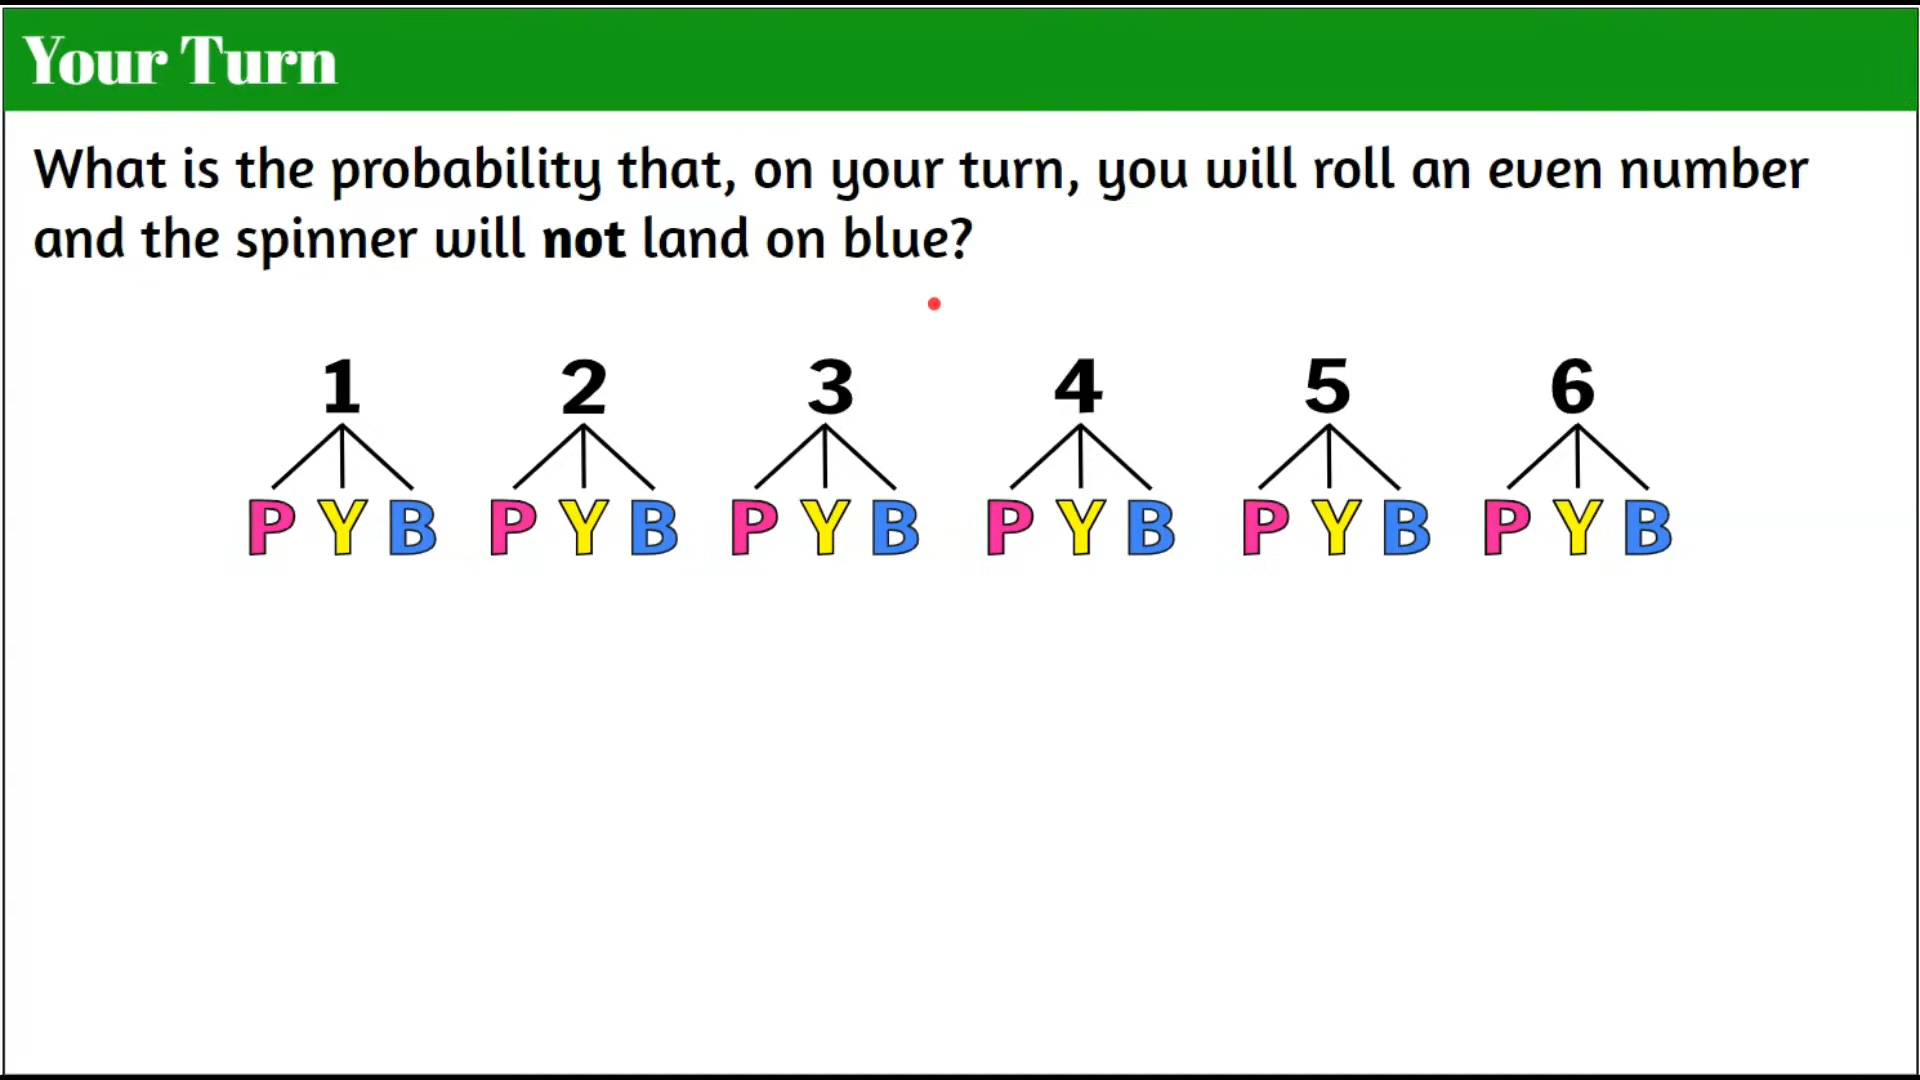 Your Turn
What is the probability that, on your turn, you will roll an even number
and the spinner will not land on blue?
1 2 3 4 5 6
P Y B P Y B P Y B P Y B P Y B P Y B